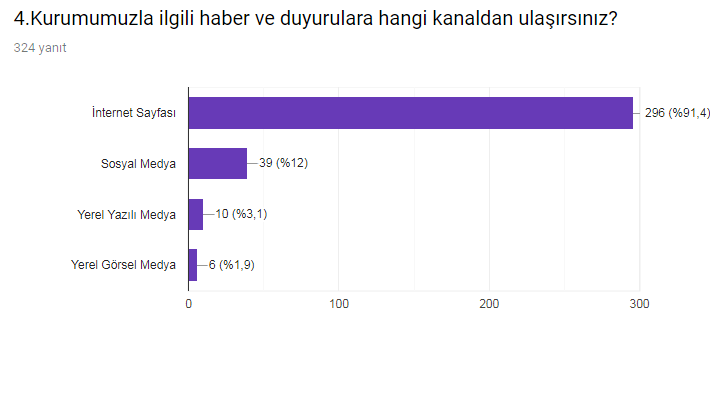 4.Kurumumuzla ilgili haber ve duyurulara hangi kanaldan ulaşırsınız?
324 yanıt
İnternet Sayfası 296 (%91,4)
Sosyal Medya 39 (%12)
Yerel Yazılı Medya 10 (%3,1)
Yerel Görsel Medya 6 (%1,9)
0 100 200 300